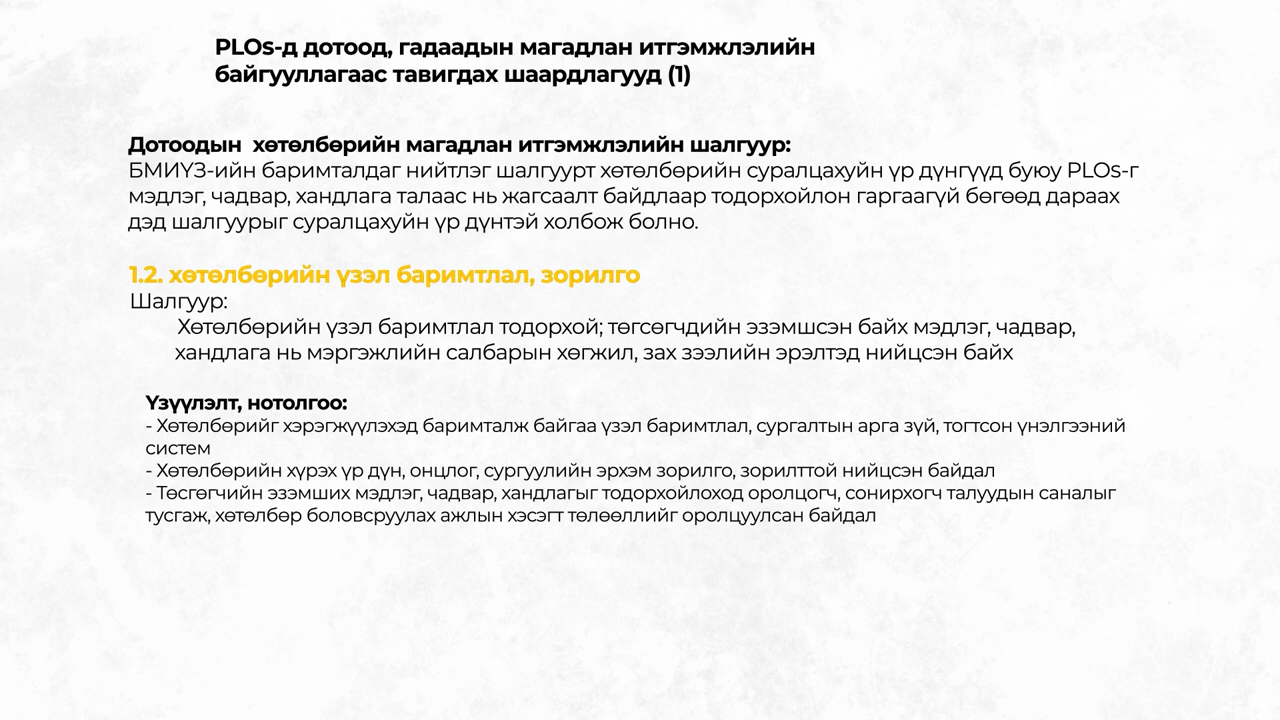 PLOs-д дотоод, гадаадын магадлан итгэмжлэлийн
байгууллагаас тавигдах шаардлагууд (1)
Дотоодын  хөтөлбөрийн магадлан итгэмжлэлийн шалгуур:
БМИҮЗ-ийн баримталдаг нийтлэг шалгуурт хөтөлбөрийн суралцахуйн үр дүнгүүд буюу PLOs-г
мэдлэг, чадвар, хандлага талаас нь жагсаалт байдлаар тодорхойлон гаргаагүй бөгөөд дараах
дэд шалгуурыг суралцахуйн үр дүнтэй холбож болно.
1.2. хөтөлбөрийн үзэл баримтлал, зорилго
Шалгуур:
Хөтөлбөрийн үзэл баримтлал тодорхой; төгсөгчдийн эзэмшсэн байх мэдлэг, чадвар,
хандлага нь мэргэжлийн салбарын хөгжил, зах зээлийн эрэлтэд нийцсэн байх
Үзүүлэлт, нотолгоо:
- Хөтөлбөрийг хэрэгжүүлэхэд баримталж байгаа үзэл баримтлал, сургалтын арга зүй, тогтсон үнэлгээний
систем
- Хөтөлбөрийн хүрэх үр дүн, онцлог, сургуулийн эрхэм зорилго, зорилттой нийцсэн байдал
- Төсгөгчийн эзэмших мэдлэг, чадвар, хандлагыг тодорхойлоход оролцогч, сонирхогч талуудын саналыг
тусгаж, хөтөлбөр боловсруулах ажлын хэсэгт төлөөллийг оролцуулсан байдал